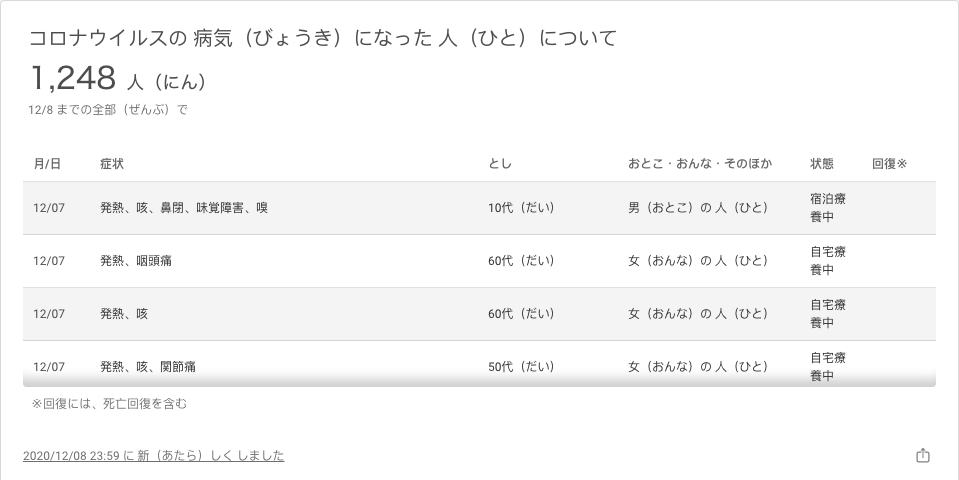 コロナウイルスの 病気（びょうき）になった 人（ひと）について
1,248 人（にん）
12/8 までの全部（ぜんぶ）で
月/日 症状 とし おとこ・おんな・そのほか 状態 回復※
12/07 発熱、咳、鼻閉、味覚障害、嗅 10代（だい） 男（おとこ）の 人（ひと） 宿泊療
養中
12/07 発熱、咽頭痛 60代（だい） 女（おんな）の 人（ひと） 自宅療
養中
12/07 発熱、咳 60代（だい） 女（おんな）の 人（ひと） 自宅療
養中
12/07 発熱、咳、関節痛 50代（だい） 女（おんな）の 人（ひと） 自宅療
養中
※回復には、死亡回復を含む
2020/12/08 23:59 に 新（あたら）しく しました